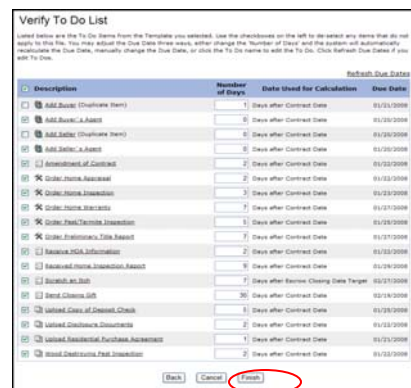 Verify To Do List
Listed below are the To Do Items from the Template you selected. Use the checkboxes on the left to de-select any items that do not
apply to this file. You may adjust the Due Date three ways, either change the 'Number of Days' and the system will automatically
recalculate the Due Date, manually change the Due Date, or click the To Do name to edit the To Do. Click Refresh Due Dates if you
edit To Dos.
Refresh Due Dates
Description Number of Days Date Used for Calculation Due Date
Add Buyer (Duplicate Item) 1 Days after Contract Date 01/21/2008
Add Buyer's Agent 0 Days after Contract Date 01/20/2008
Add Seller (Duplicate Item) 0 Days after Contract Date 01/20/2008
Add Seller's Agent 0 Days after Contract Date 01/20/2008
Amendment of Contract 2 Days after Contract Date 01/22/2008
Order Home Appraisal 2 Days after Contract Date 01/22/2008
Order Home Inspection 3 Days after Contract Date 01/23/2008
Order Home Warranty 7 Days after Contract Date 01/27/2008
Order Pest/Termite Inspection 5 Days after Contract Date 01/25/2008
Order Preliminary Title Report 7 Days after Contract Date 01/27/2008
Receive HOA Information 2 Days after Contract Date 01/22/2008
Received Home Inspection Report 9 Days after Contract Date 01/29/2008
Scratch an Itch 7 Days after Escrow Closing Date Target 02/27/2008
Send Closing Gift 30 Days after Contract Date 02/19/2008
Upload Copy of Deposit Check 5 Days after Contract Date 01/25/2008
Upload Disclosure Documents 2 Days after Contract Date 01/22/2008
Upload Residential Purchase Agreement 1 Days after Contract Date 01/21/2008
Wood Destroying Pest Inspection 2 Days after Contract Date 01/22/2008
Back Cancel Finish